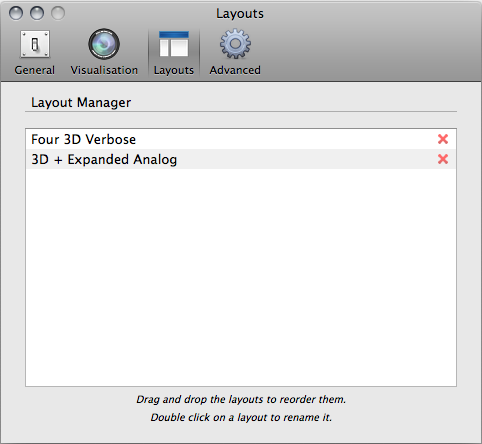 Layouts
General Visualisation Layouts Advanced
Layout Manager
Four 3D Verbose
3D + Expanded Analog
Drag and drop the layouts to reorder them.
Double click on a layout to rename it.